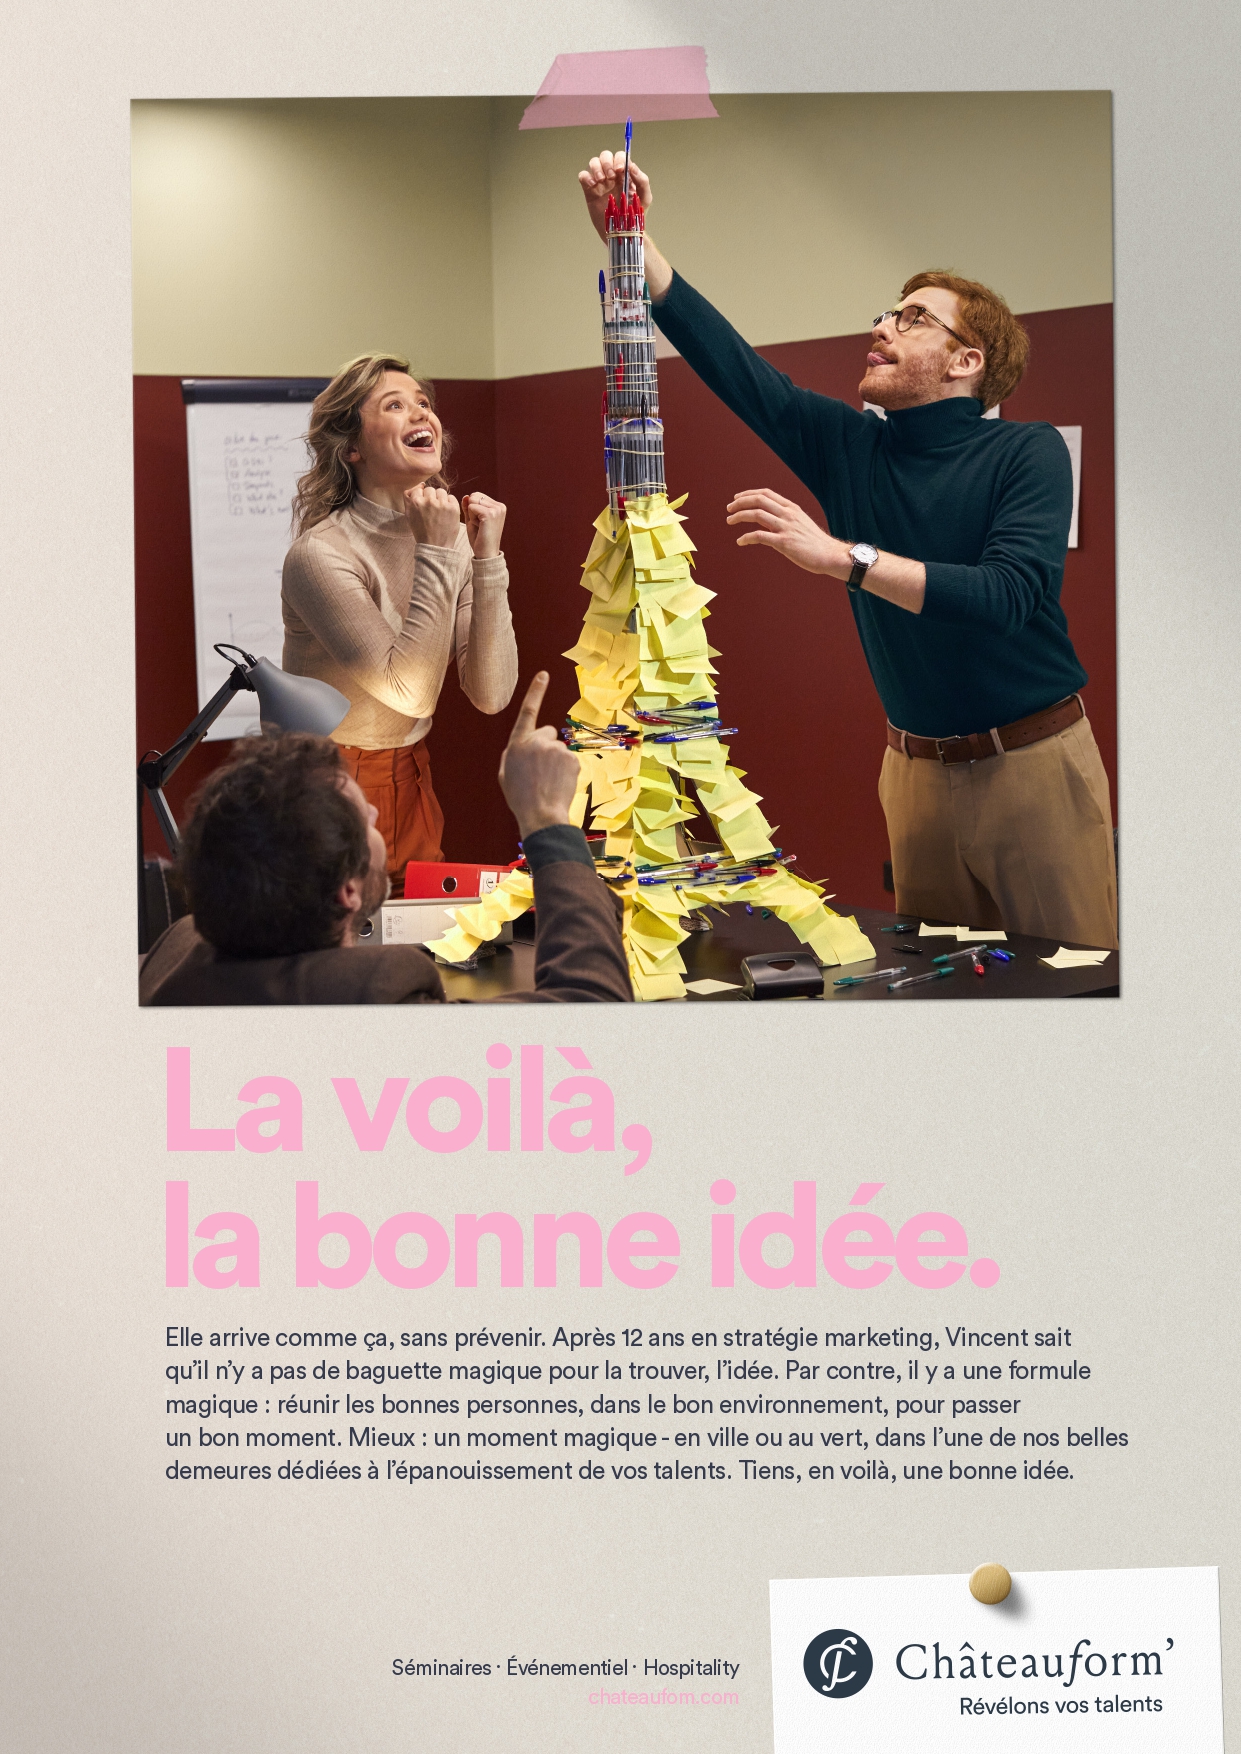 La voilà,
la bonne idée.
Elle arrive comme ça, sans prévenir. Après 12 ans en stratégie marketing, Vincent sait
qu’il n’y a pas de baguette magique pour la trouver, l’idée. Par contre, il y a une formule
magique : réunir les bonnes personnes, dans le bon environnement, pour passer
un bon moment. Mieux : un moment magique - en ville ou au vert, dans l’une de nos belles
demeures dédiées à l’épanouissement de vos talents. Tiens, en voilà, une bonne idée.
Séminaires · Événementiel · Hospitality
chateaufom.com
Châteauform’
Révélons vos talents